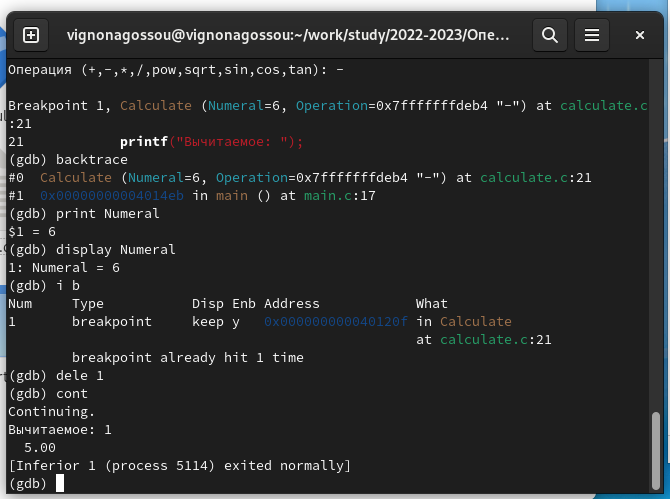 vignonagossou@vignonagossou:~/work/study/2022-2023/Опе...
Операция (+,-,*,/,pow,sqrt,sin,cos,tan): -
Breakpoint 1, Calculate (Numeral=6, Operation=0x7fffffffdeb4 "-") at calculate.c
:21
21            printf("Вычитаемое: ");
(gdb) backtrace
#0  Calculate (Numeral=6, Operation=0x7fffffffdeb4 "-") at calculate.c:21
#1  0x00000000004014eb in main () at main.c:17
(gdb) print Numeral
$1 = 6
(gdb) display Numeral
1: Numeral = 6
(gdb) i b
Num     Type           Disp Enb Address            What
1       breakpoint     keep y   0x000000000040120f in Calculate
                                                   at calculate.c:21
        breakpoint already hit 1 time
(gdb) dele 1
(gdb) cont
Continuing.
Вычитаемое: 1
  5.00
[Inferior 1 (process 5114) exited normally]
(gdb)